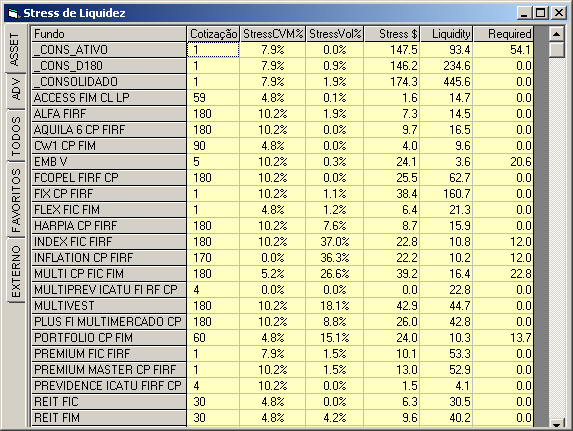 Stress de Liquidez
ASSET
ADV
TODOS
FAVORITOS
EXTERNO
Fundo Cotização StressCVM% StressVol% Stress $ Liquidity Required
_CONS_ATIVO 1 7.9% 0.0% 147.5 93.4 54.1
_CONS_D180 1 7.9% 0.9% 146.2 234.6 0.0
_CONSOLIDADO 1 7.9% 1.9% 174.3 445.6 0.0
ACCESS FIM CL LP 59 4.8% 0.1% 1.6 14.7 0.0
ALFA FIRF 180 10.2% 1.9% 7.3 14.5 0.0
AQUILA 6 CP FIRF 180 10.2% 0.0% 9.7 16.5 0.0
CW1 CP FIM 90 4.8% 0.0% 4.0 9.6 0.0
EMB V 5 10.2% 0.3% 24.1 3.6 20.6
FCOPEL FIRF CP 180 10.2% 0.0% 25.5 62.7 0.0
FIX CP FIRF 1 10.2% 1.1% 38.4 160.7 0.0
FLEX FIC FIM 1 4.8% 1.2% 6.4 21.3 0.0
HARPIA CP FIRF 180 10.2% 7.6% 8.7 15.9 0.0
INDEX FIC FIRF 180 10.2% 37.0% 22.8 10.8 12.0
INFLATION CP FIRF 170 0.0% 36.3% 22.2 10.2 12.0
MULTI CP FIC FIM 180 5.2% 26.6% 39.2 16.4 22.8
MULTIPREV ICATU FI RF CP 4 0.0% 0.0% 0.0 22.8 0.0
MULTIVEST 180 10.2% 18.1% 42.9 44.7 0.0
PLUS FI MULTIMERCADO CP 180 10.2% 8.8% 26.0 42.8 0.0
PORTFOLIO CP FIM 60 4.8% 15.1% 24.0 10.3 13.7
PREMIUM FIC FIRF 1 7.9% 1.5% 10.1 53.3 0.0
PREMIUM MASTER CP FIRF 1 10.2% 1.5% 13.0 52.9 0.0
PREVIDENCE ICATU FIRF CP 4 10.2% 0.0% 1.5 4.1 0.0
REIT FIC 30 4.8% 0.0% 6.3 30.5 0.0
REIT FIM 30 4.8% 4.2% 9.6 40.2 0.0